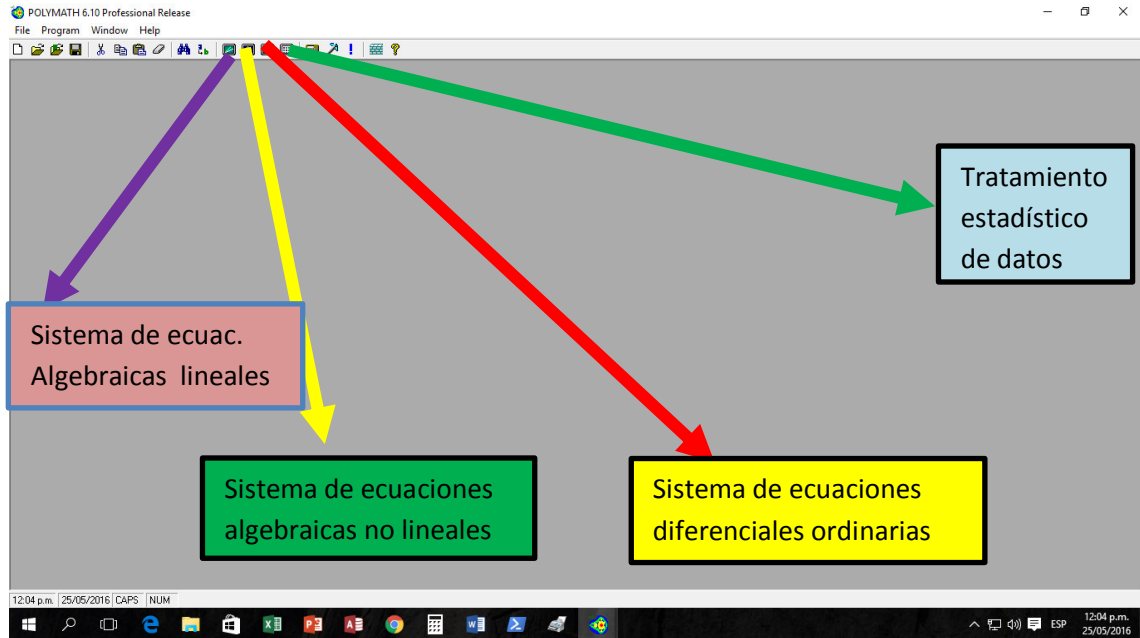 POLYMATH 6.10 Professional Release
File Program Window Help
Tratamiento
estadístico
de datos
Sistema de ecuac.
Algebraicas lineales
Sistema de ecuaciones
algebraicas no lineales
Sistema de ecuaciones
diferenciales ordinarias
12:04 p.m. 25/05/2016 CAPS NUM
ESP
12:04 p.m.
25/05/2016